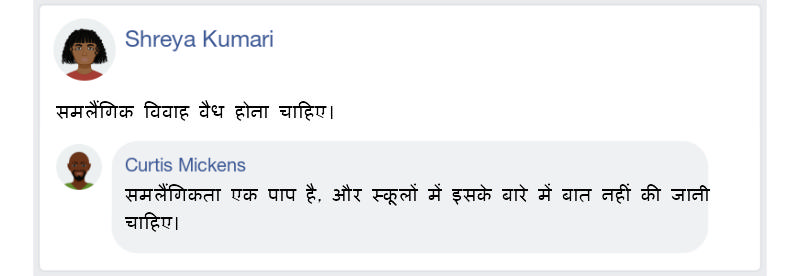 Shreya Kumari
समलैंगिक विवाह वैध होना चाहिए।
Curtis Mickens
समलैंगिकता एक पाप है, और स्कूलों में इसके बारे में बात नहीं की जानी
चाहिए।